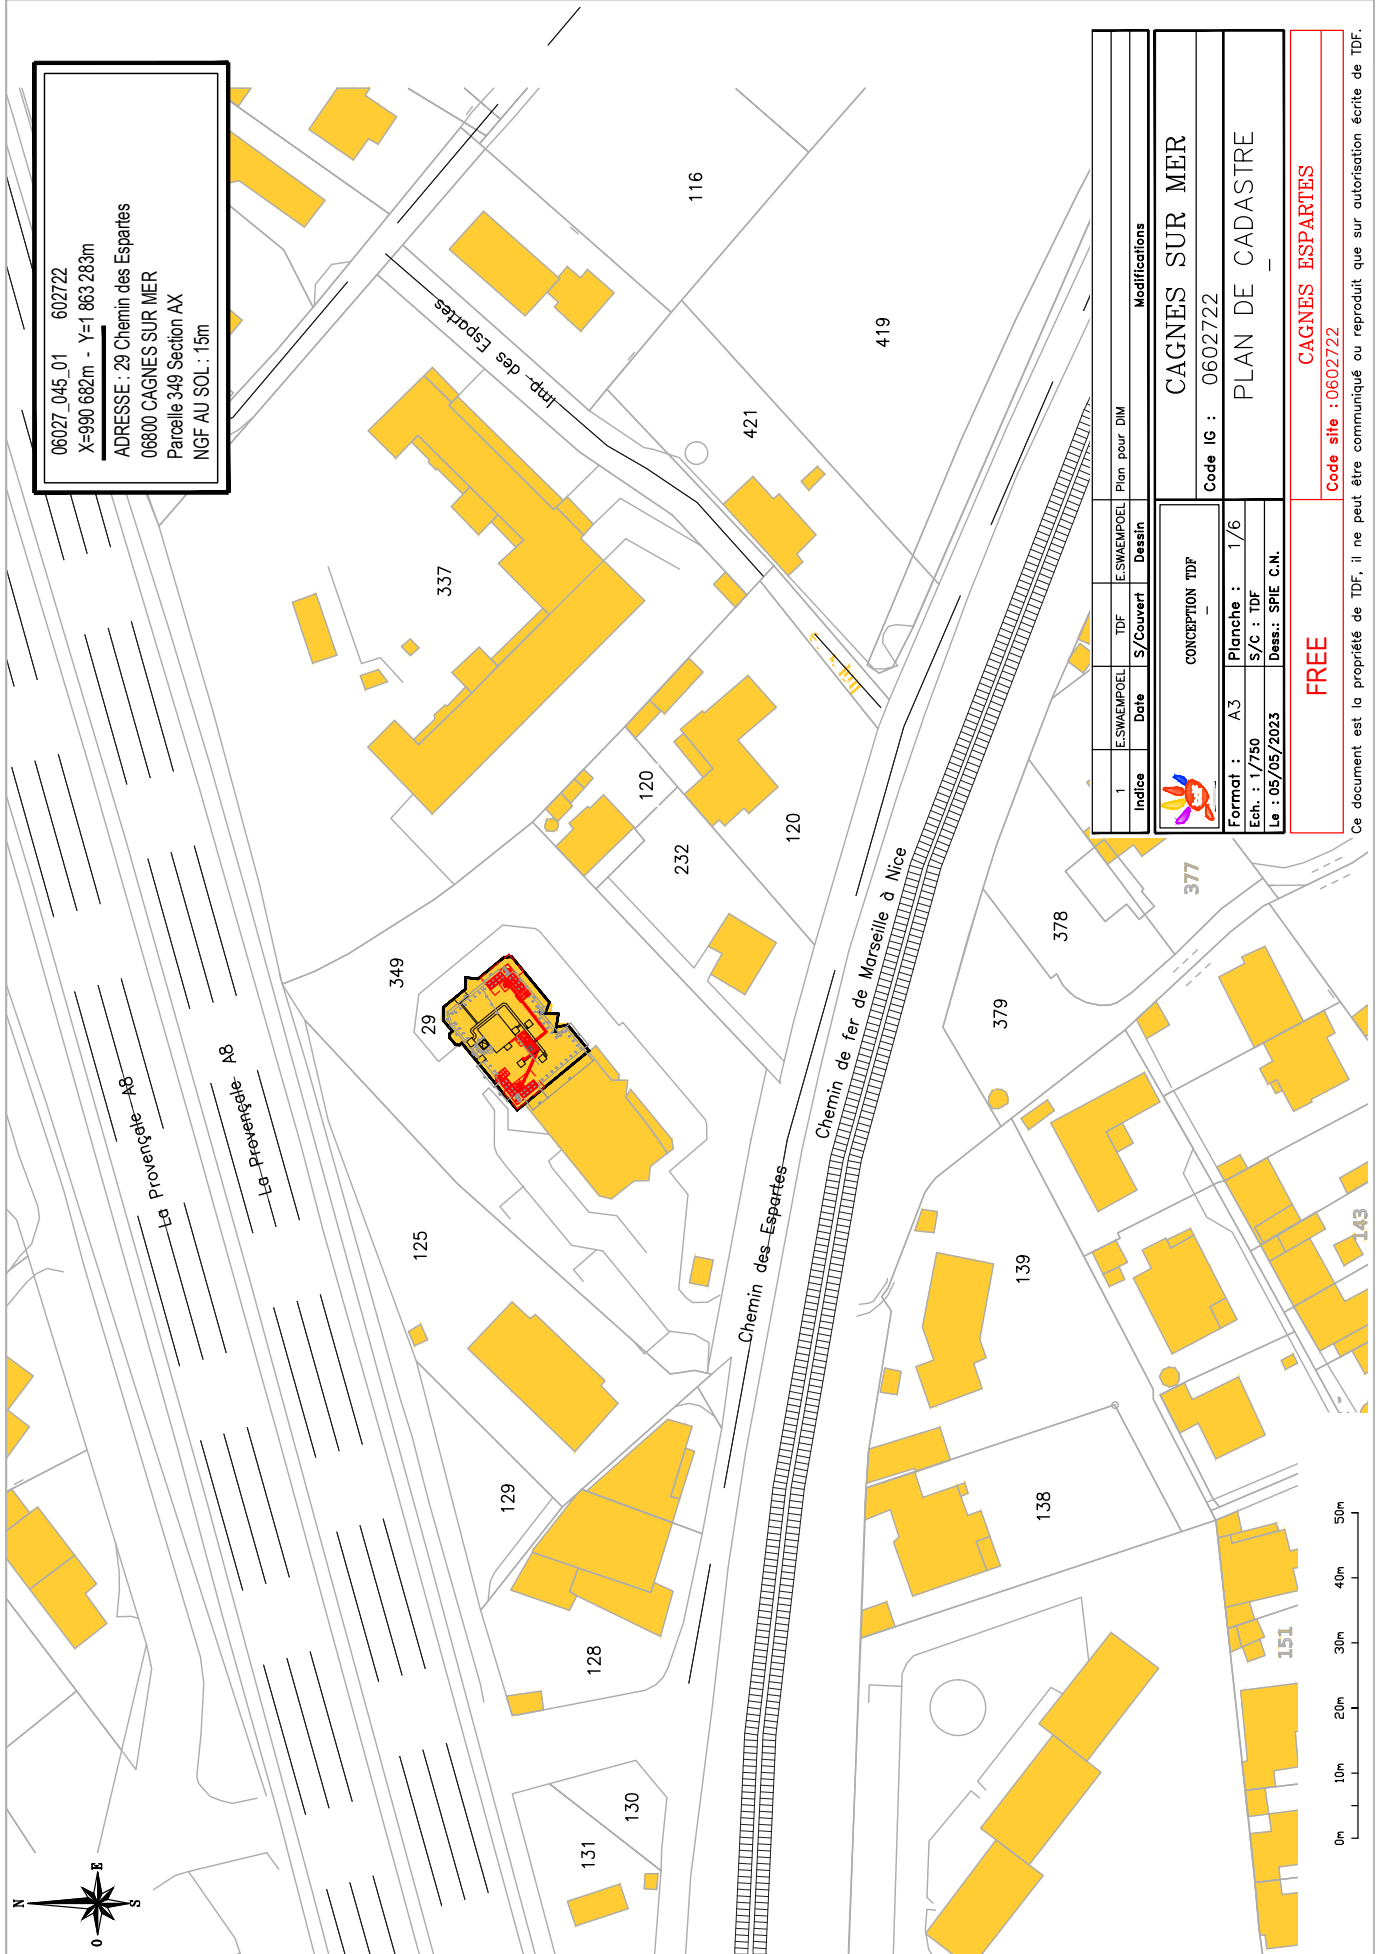 06027_045_01 602722
X=990 682m - Y=1 863 283m
ADRESSE : 29 Chemin des Espartes
06800 CAGNES SUR MER
Parcelle 349 Section AX
NGF AU SOL : 15m
La Provençale A8
La Provençale A8
Imp. des Espartes
Chemin des Espartes
Chemin de fer de Marseille à Nice
116
419
421
337
120
120
232
349
29
125
129
128
130
131
377
378
379
139
138
143
151
N
E
S
O
0m 10m 20m 30m 40m 50m
1 E.SWAEMPOEL TDF E.SWAEMPOEL Plan pour DIM
Indice Date S/Couvert Dessin Modifications
CONCEPTION TDF
–
CAGNES SUR MER
Code IG : 0602722
Format : A3 Planche : 1/6
Ech. : 1/750 S/C : TDF
Le : 05/05/2023 Dess.: SPIE C.N.
PLAN DE CADASTRE
–
FREE
CAGNES ESPARTES
Code site : 0602722
Ce document est la propriété de TDF, il ne peut être communiqué ou reproduit que sur autorisation écrite de TDF.